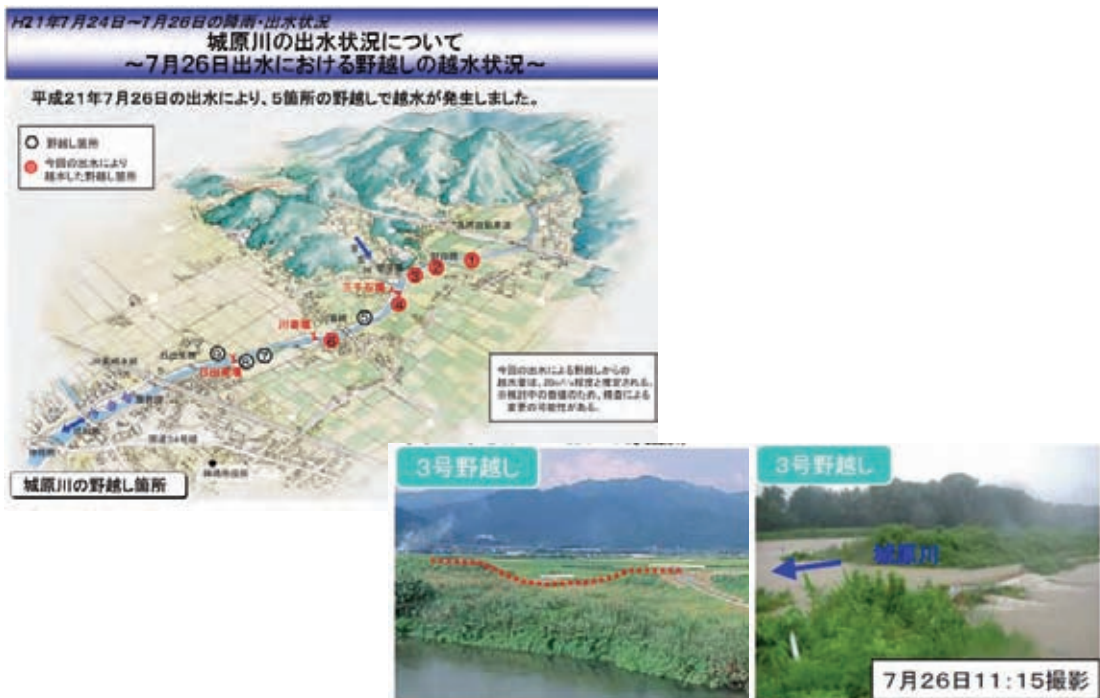 H21年7月24日~7月26日の降雨・出水状況
城原川の出水状況について
~7月26日出水における野越しの越水状況~
平成21年7月26日の出水により、5箇所の野越しで越水が発生しました。
野越し箇所
今回の出水により
越水した野越し箇所
①
②
③
三千石堰
④
⑤
川寄堰
⑥
⑦
⑧
⑨
日出来堰
国道34号線
今回の出水による野越しからの
越水量は、20m³/s程度と推定される。
※検討中の数値のため、精査による
変更の可能性がある。
城原川の野越し箇所
3号野越し
3号野越し
城原川
7月26日11:15撮影